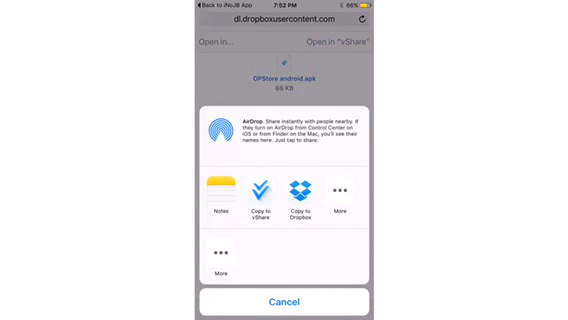 Back to iNoJB App 7:52 PM 66%
dl.dropboxusercontent.com
Open in... Open in "vShare"
OPStore android.apk
66 KB
AirDrop. Share instantly with people nearby. If
they turn on AirDrop from Control Center on
iOS or from Finder on the Mac, you'll see their
names here. Just tap to share.
Notes
Copy to
vShare
Copy to
Dropbox
More
More
Cancel